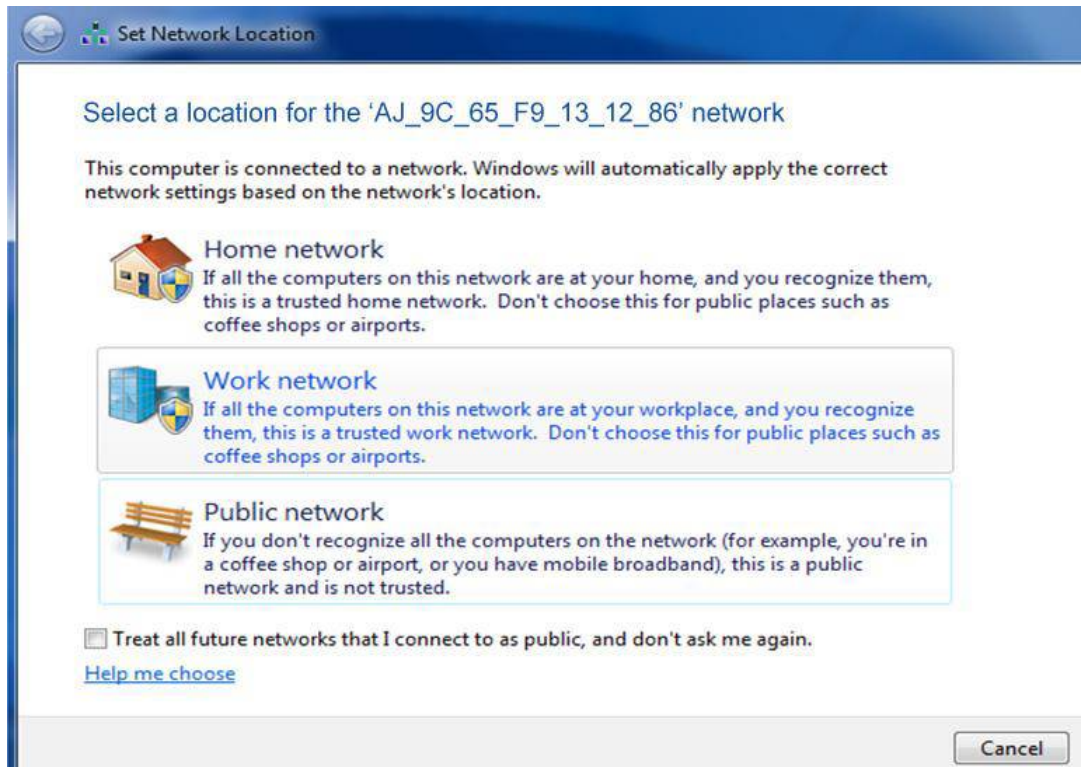 Set Network Location
Select a location for the ‘AJ_9C_65_F9_13_12_86’ network
This computer is connected to a network. Windows will automatically apply the correct
network settings based on the network's location.
Home network
If all the computers on this network are at your home, and you recognize them,
this is a trusted home network. Don't choose this for public places such as
coffee shops or airports.
Work network
If all the computers on this network are at your workplace, and you recognize
them, this is a trusted work network. Don't choose this for public places such as
coffee shops or airports.
Public network
If you don't recognize all the computers on the network (for example, you're in
a coffee shop or airport, or you have mobile broadband), this is a public
network and is not trusted.
Treat all future networks that I connect to as public, and don't ask me again.
Help me choose
Cancel